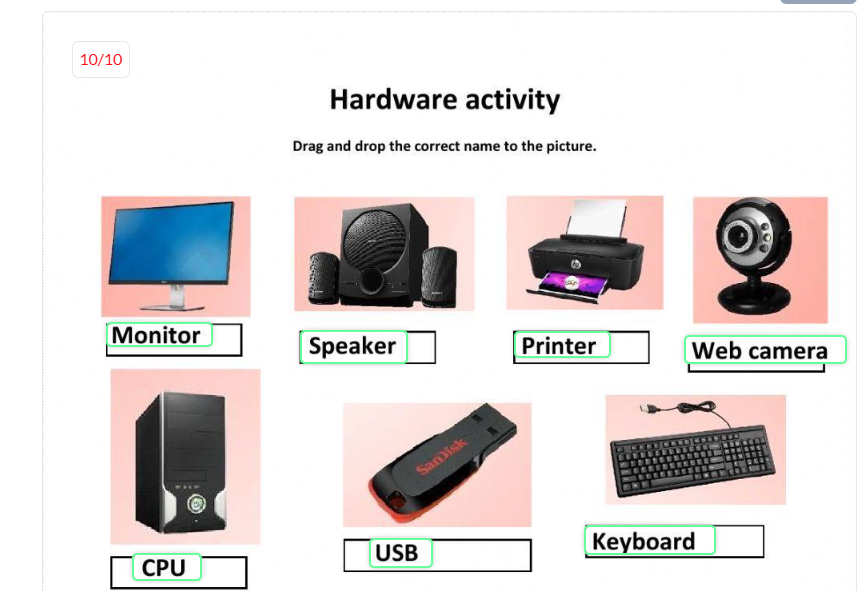 10/10
Hardware activity
Drag and drop the correct name to the picture.
Monitor
Speaker
Printer
Web camera
SanDisk
CPU
USB
Keyboard